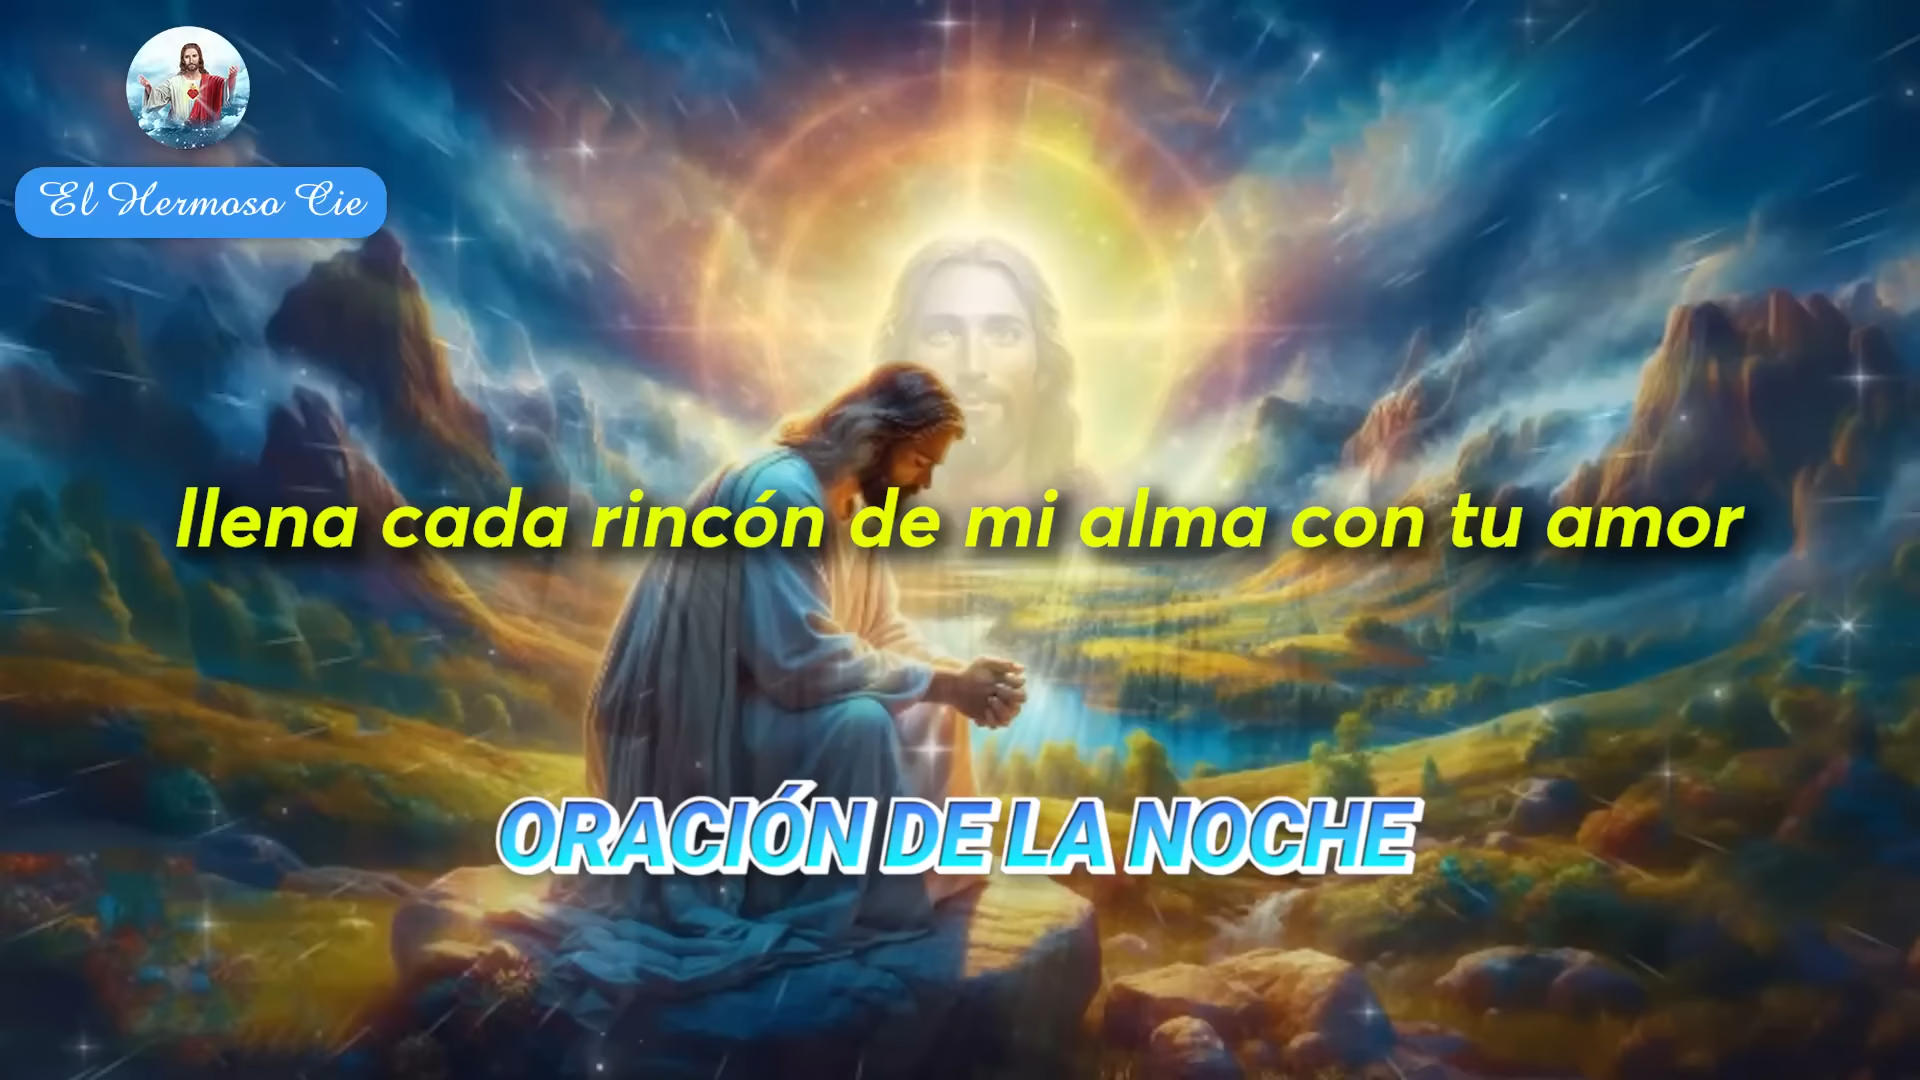 El Hermoso Cie
llena cada rincón de mi alma con tu amor
ORACIÓN DE LA NOCHE